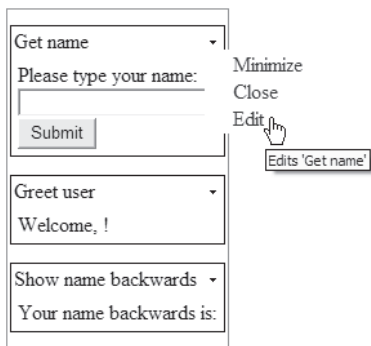 Get name
Please type your name:
Submit
Minimize
Close
Edit
Edits 'Get name'
Greet user
Welcome, !
Show name backwards
Your name backwards is: